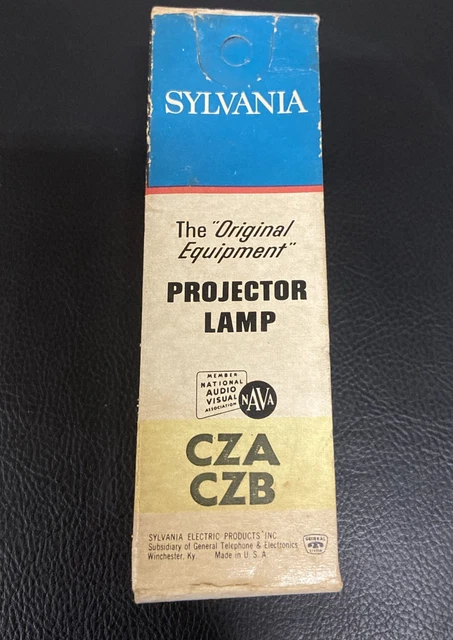 SYLVANIA
The "Original
Equipment"
PROJECTOR
LAMP
MEMBER
NATIONAL
AUDIO
VISUAL
ASSOCIATION
NAVA
CZA
CZB
SYLVANIA ELECTRIC PRODUCTS INC.
Subsidiary of General Telephone & Electronics
Winchester, Ky. Made in U. S. A